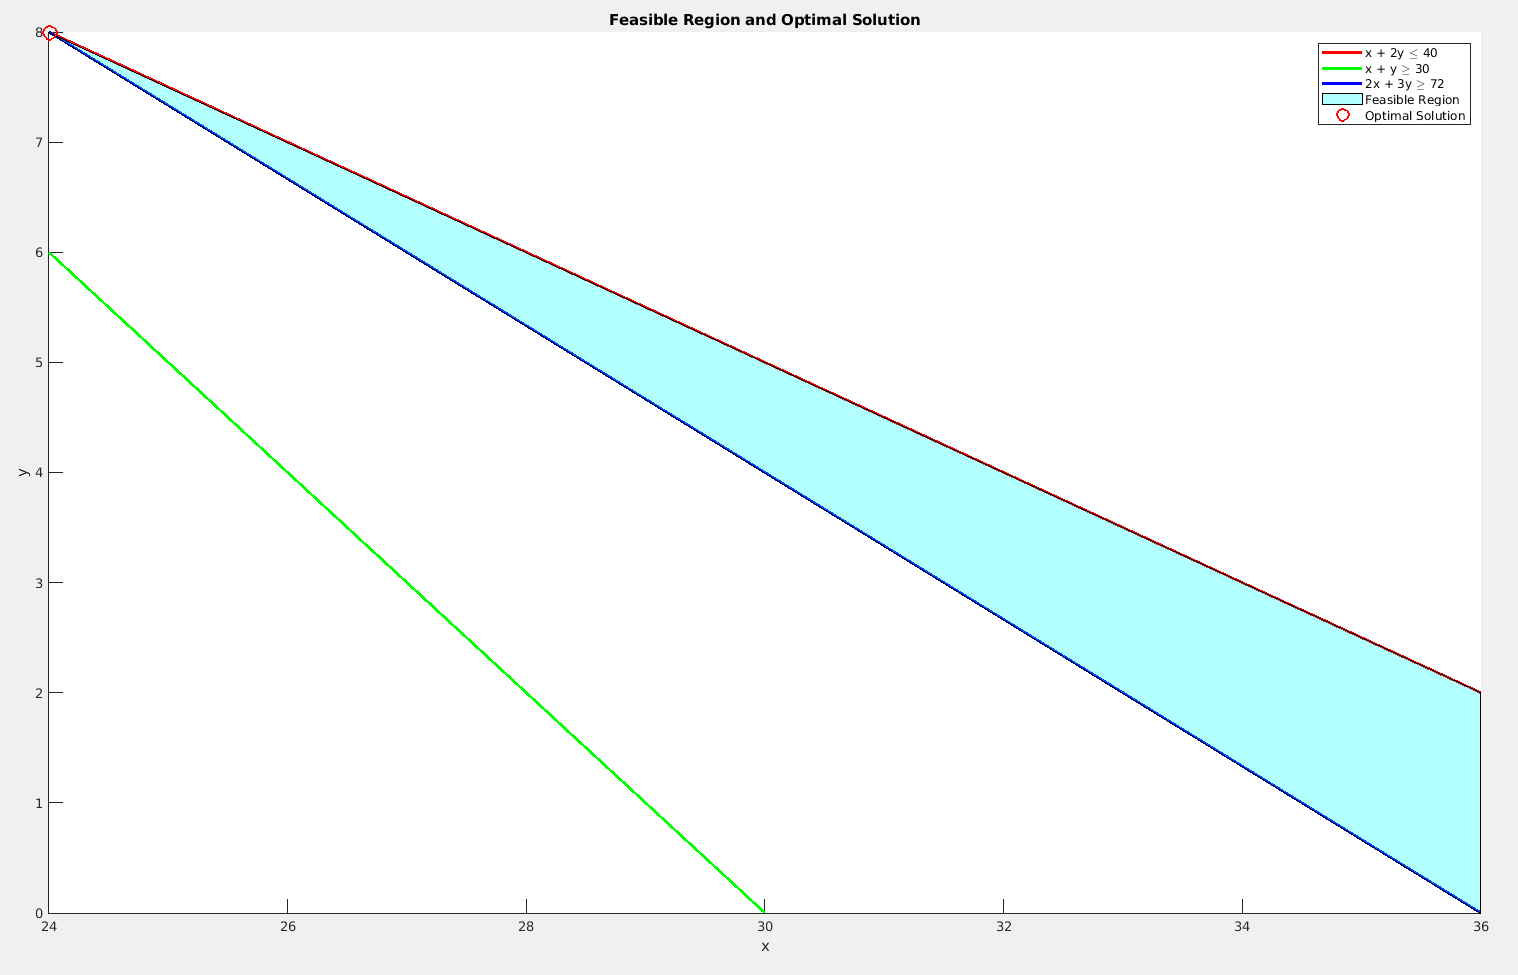 Feasible Region and Optimal Solution
x + 2y ≤ 40
x + y ≥ 30
2x + 3y ≥ 72
Feasible Region
Optimal Solution
8
7
6
5
4
3
2
1
0
y
24 26 28 30 32 34 36
x